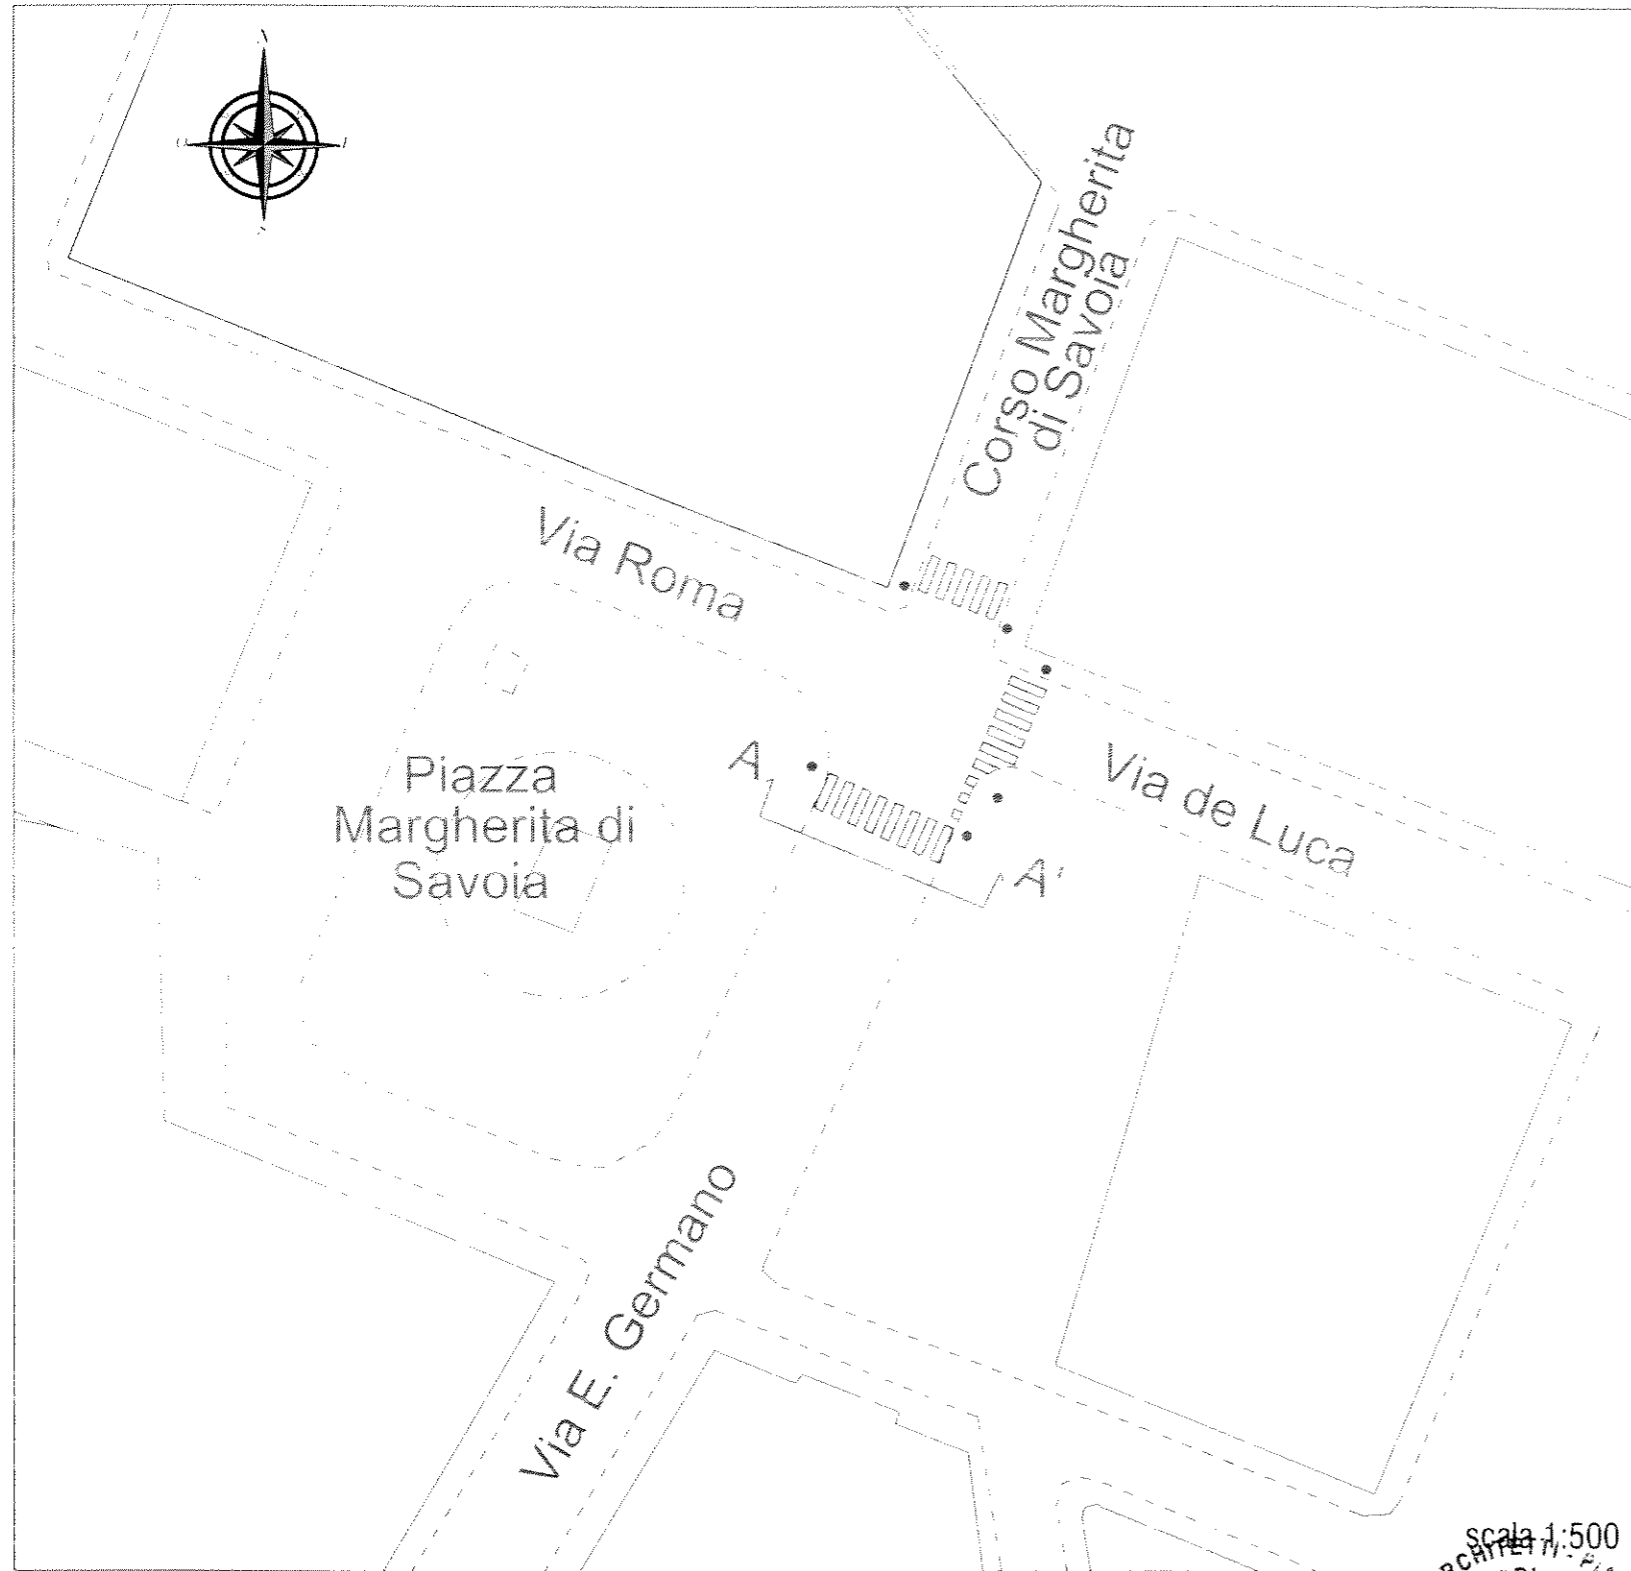 Corso Margherita
di Savoia
Via Roma
Piazza
Margherita di
Savoia
A
A'
Via de Luca
Via E. Germano
scala 1:500